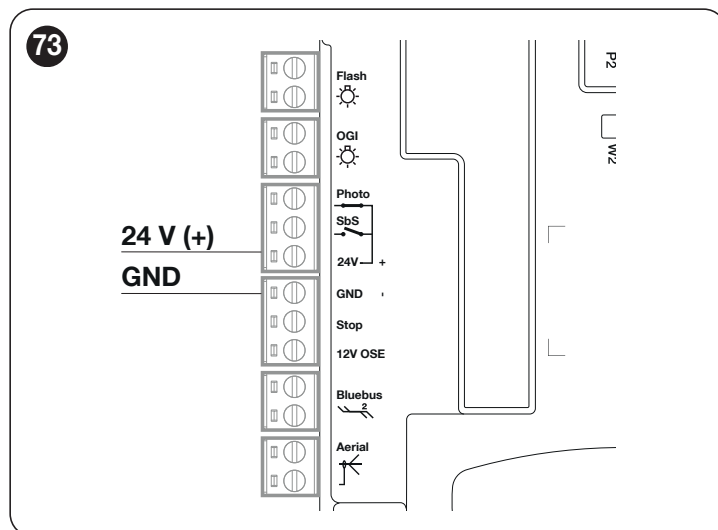 73
Flash
OGI
Photo
SbS
24 V (+)
24V +
GND
GND -
Stop
12V OSE
Bluebus
2
Aerial
P2
W2